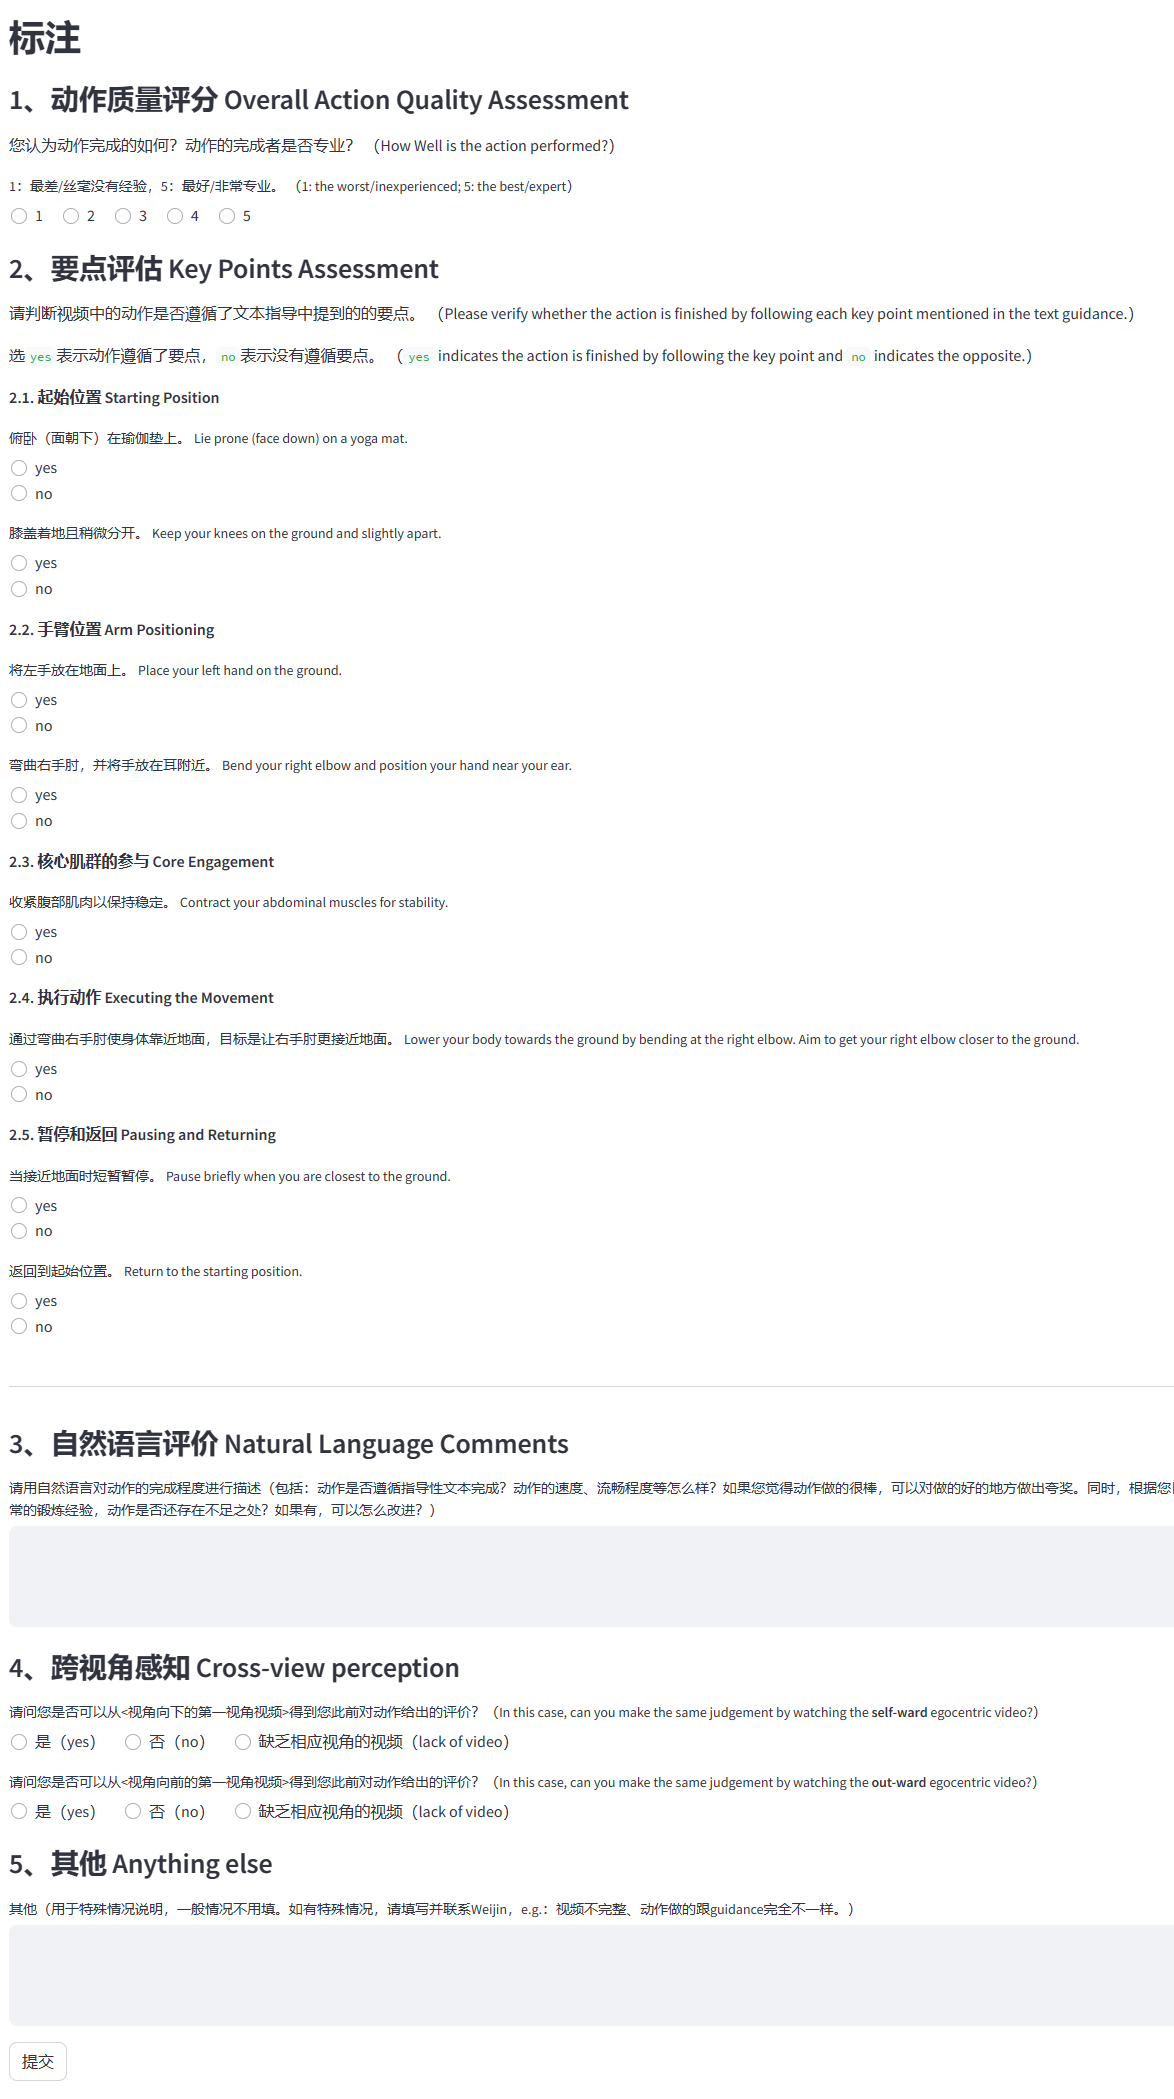 标注
1、动作质量评分 Overall Action Quality Assessment
您认为动作完成的如何？动作的完成者是否专业？（How Well is the action performed?）
1：最差/丝毫没有经验，5：最好/非常专业。（1: the worst/inexperienced; 5: the best/expert）
1 2 3 4 5
2、要点评估 Key Points Assessment
请判断视频中的动作是否遵循了文本指导中提到的的要点。（Please verify whether the action is finished by following each key point mentioned in the text guidance.）
选 yes 表示动作遵循了要点，no 表示没有遵循要点。（ yes indicates the action is finished by following the key point and no indicates the opposite.）
2.1. 起始位置 Starting Position
俯卧（面朝下）在瑜伽垫上。 Lie prone (face down) on a yoga mat.
yes
no
膝盖着地且稍微分开。 Keep your knees on the ground and slightly apart.
yes
no
2.2. 手臂位置 Arm Positioning
将左手放在地面上。 Place your left hand on the ground.
yes
no
弯曲右手肘，并将手放在耳附近。 Bend your right elbow and position your hand near your ear.
yes
no
2.3. 核心肌群的参与 Core Engagement
收紧腹部肌肉以保持稳定。 Contract your abdominal muscles for stability.
yes
no
2.4. 执行动作 Executing the Movement
通过弯曲右手肘使身体靠近地面，目标是让右手肘更接近地面。 Lower your body towards the ground by bending at the right elbow. Aim to get your right elbow closer to the ground.
yes
no
2.5. 暂停和返回 Pausing and Returning
当接近地面时短暂暂停。 Pause briefly when you are closest to the ground.
yes
no
返回到起始位置。 Return to the starting position.
yes
no
3、自然语言评价 Natural Language Comments
请用自然语言对动作的完成程度进行描述（包括：动作是否遵循指导性文本完成？动作的速度、流畅程度等怎么样？如果您觉得动作做的很棒，可以对做的好的地方做出夸奖。同时，根据您
常的锻炼经验，动作是否还存在不足之处？如果有，可以怎么改进？）
4、跨视角感知 Cross-view perception
请问您是否可以从<视角向下的第一视角视频>得到您此前对动作给出的评价？（In this case, can you make the same judgement by watching the self-ward egocentric video?）
是（yes） 否（no） 缺乏相应视角的视频（lack of video）
请问您是否可以从<视角向前的第一视角视频>得到您此前对动作给出的评价？（In this case, can you make the same judgement by watching the out-ward egocentric video?）
是（yes） 否（no） 缺乏相应视角的视频（lack of video）
5、其他 Anything else
其他（用于特殊情况说明，一般情况不用填。如有特殊情况，请填写并联系Weijin，e.g.：视频不完整、动作做的跟guidance完全不一样。）
提交